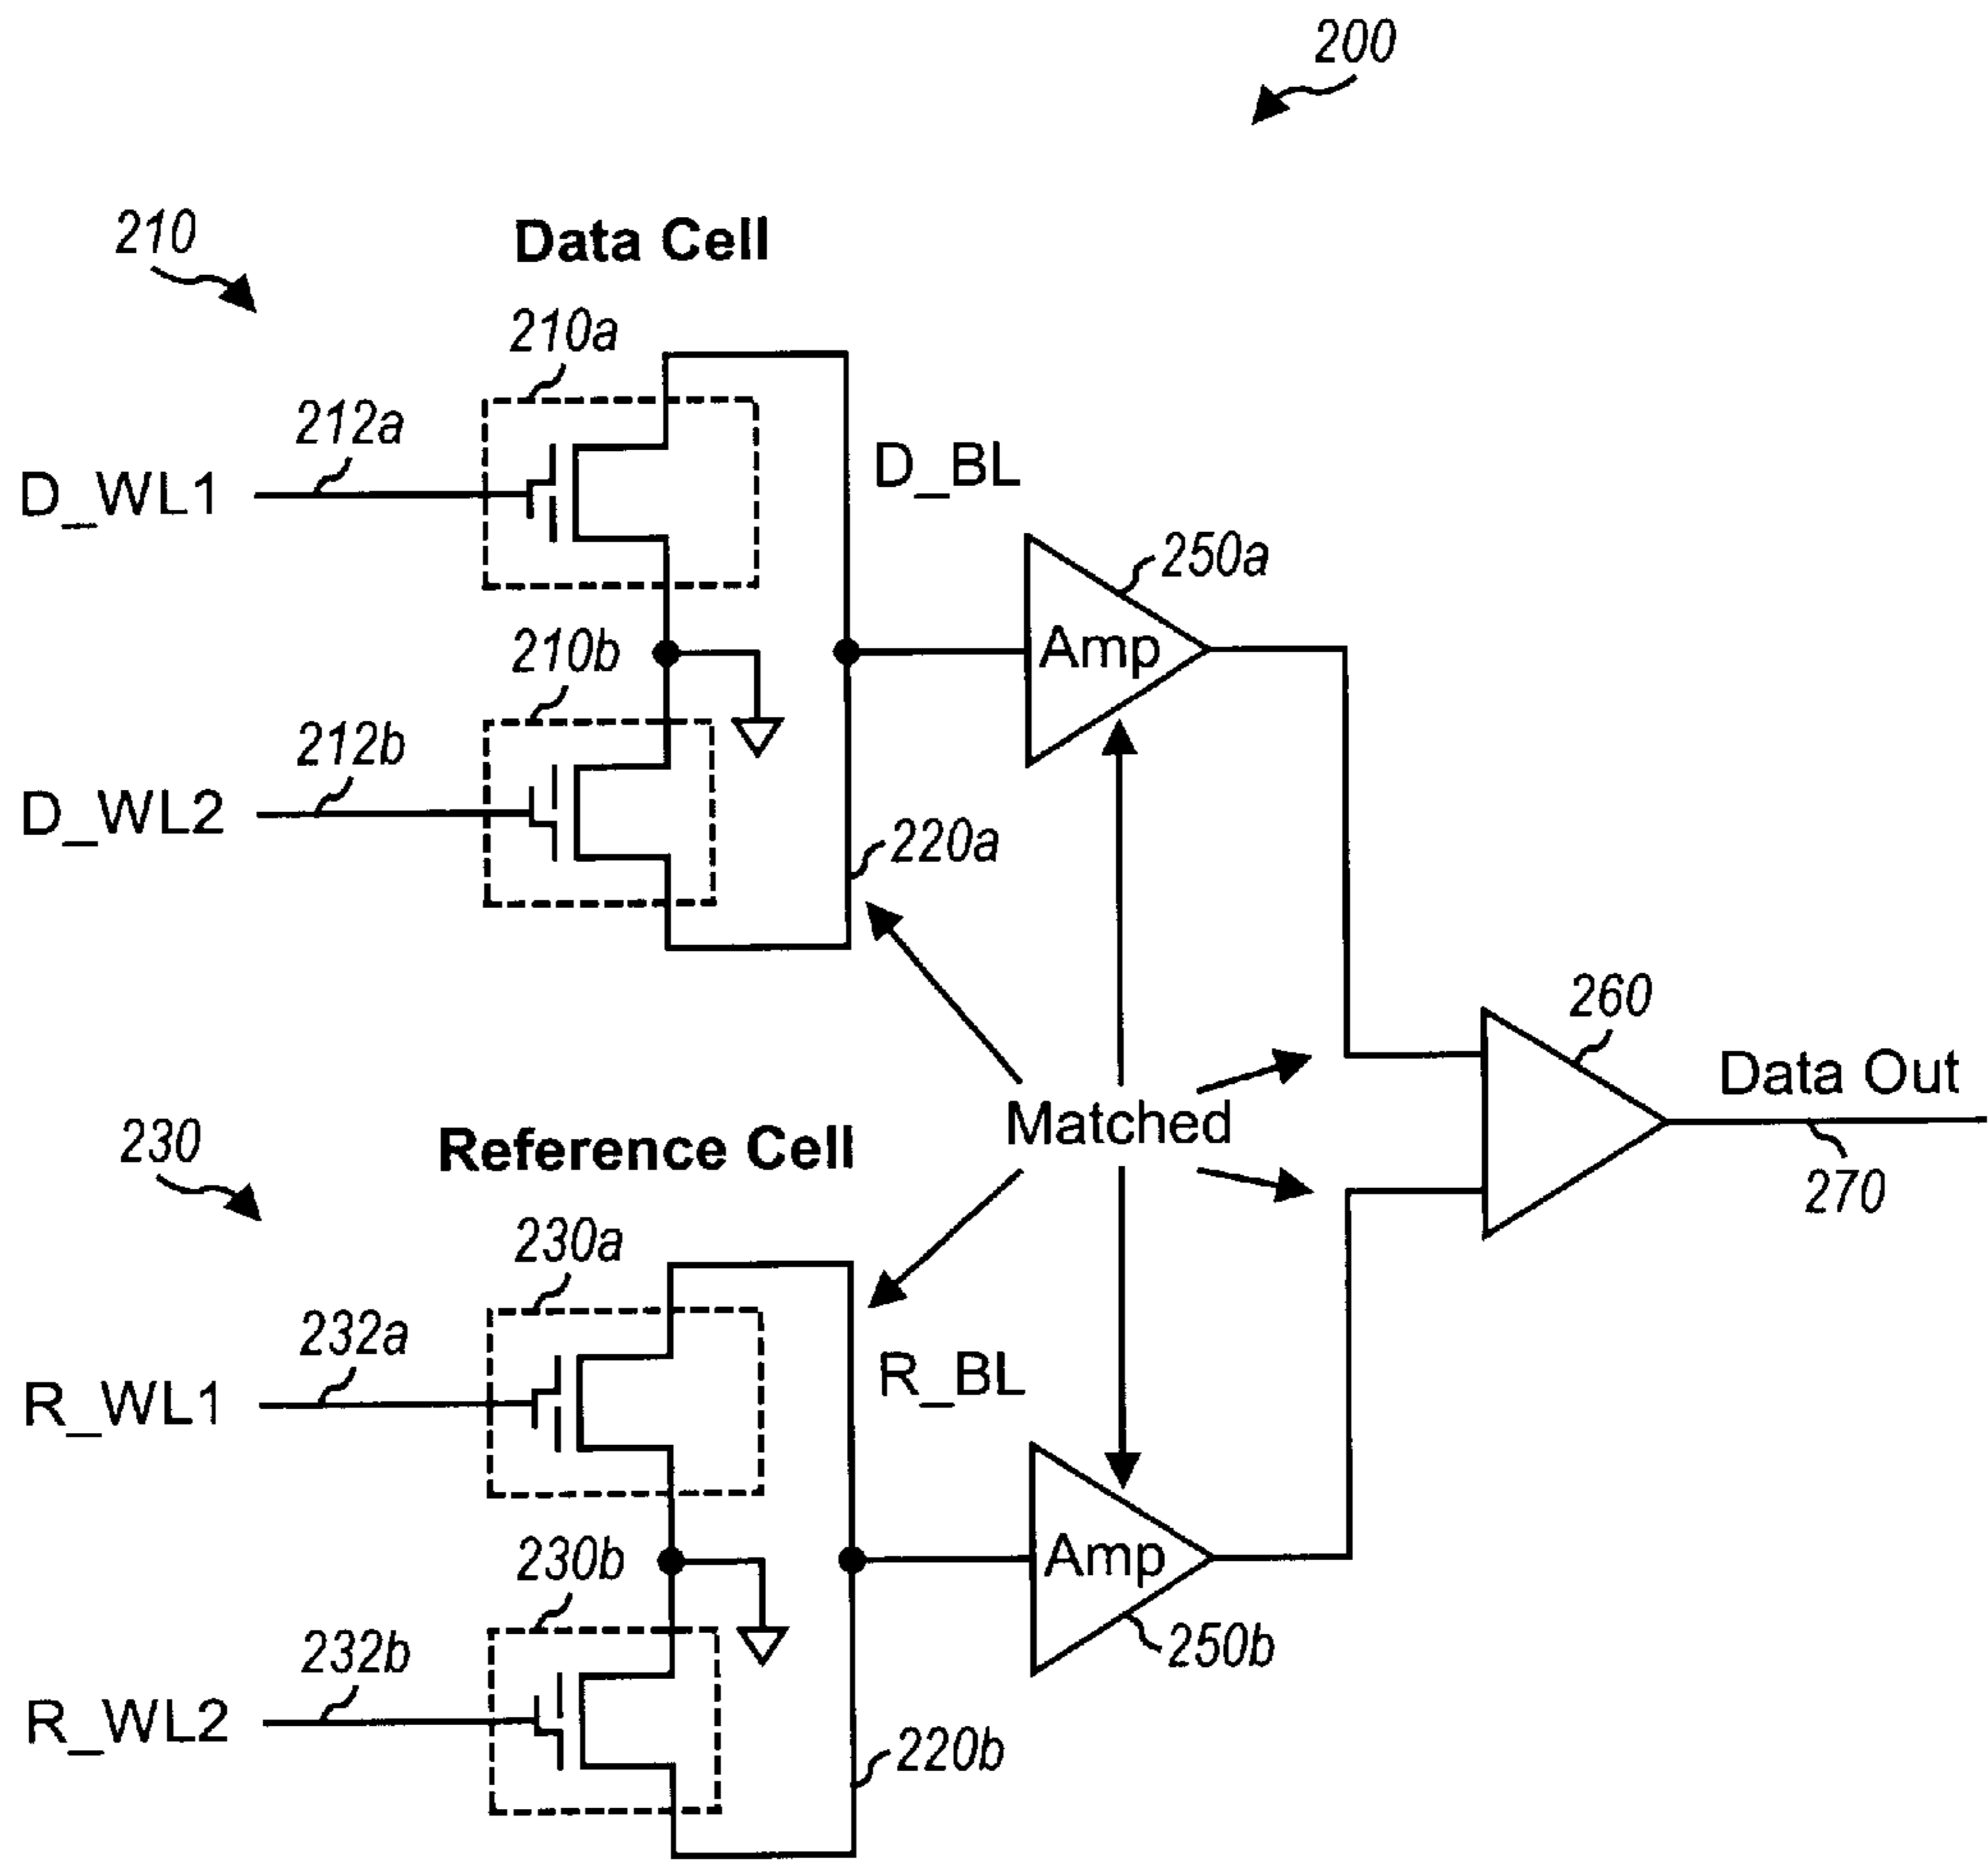 200
210
Data Cell
210a
212a
D_WL1
D_BL
250a
Amp
210b
212b
D_WL2
220a
260
Data Out
Matched
270
230
Reference Cell
230a
232a
R_WL1
R_BL
230b
Amp
250b
232b
R_WL2
220b